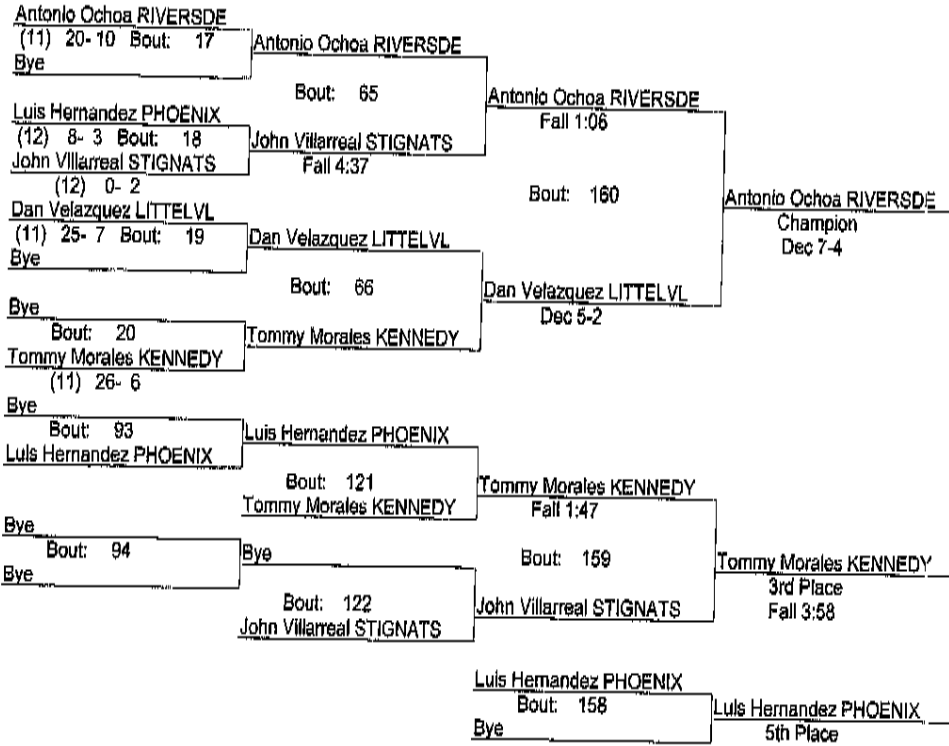 Antonio Ochoa RIVERSDE
(11) 20- 10 Bout: 17
Bye
Antonio Ochoa RIVERSDE
Bout: 65
Luis Hernandez PHOENIX
(12) 8- 3 Bout: 18
John Villarreal STIGNATS
(12) 0- 2
John Villarreal STIGNATS
Fall 4:37
Antonio Ochoa RIVERSDE
Fall 1:06
Bout: 160
Dan Velazquez LITTELVL
(11) 25- 7 Bout: 19
Bye
Dan Velazquez LITTELVL
Bout: 66
Bye
Bout: 20
Tommy Morales KENNEDY
(11) 26- 6
Tommy Morales KENNEDY
Dan Velazquez LITTELVL
Dec 5-2
Antonio Ochoa RIVERSDE
Champion
Dec 7-4
Bye
Bout: 93
Luis Hernandez PHOENIX
Luis Hernandez PHOENIX
Bout: 121
Tommy Morales KENNEDY
Tommy Morales KENNEDY
Fall 1:47
Bout: 159
Bye
Bout: 94
Bye
Bye
Bout: 122
John Villarreal STIGNATS
John Villarreal STIGNATS
Tommy Morales KENNEDY
3rd Place
Fall 3:58
Luis Hernandez PHOENIX
Bout: 158
Bye
Luis Hernandez PHOENIX
5th Place